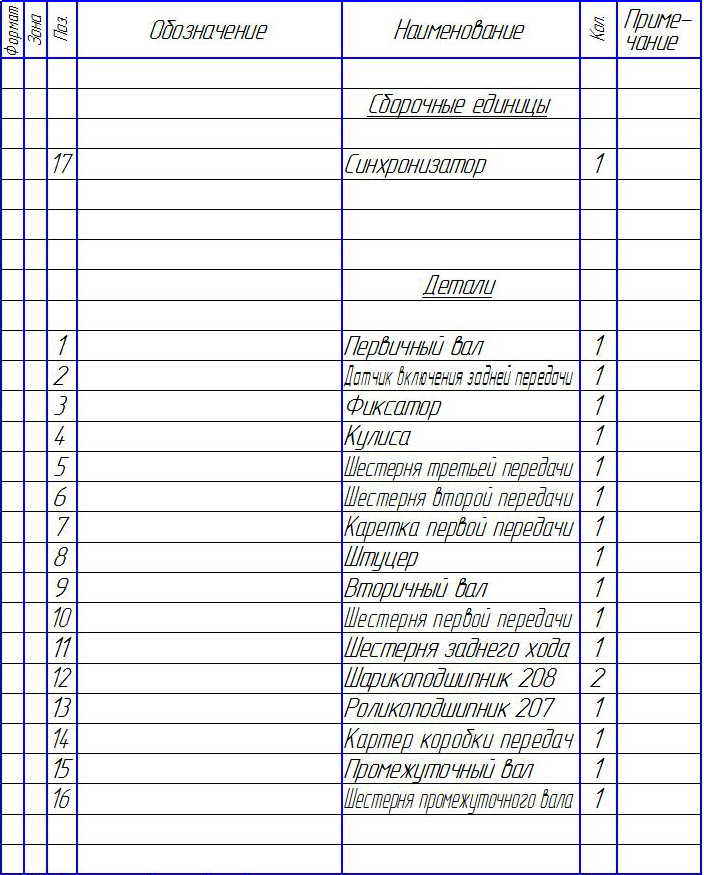 Формат Зона Поз. Обозначение Наименование Кол. Приме-
чание
Сборочные единицы
17 Синхронизатор 1
Детали
1 Первичный вал 1
2 Датчик включения задней передачи 1
3 Фиксатор 1
4 Кулиса 1
5 Шестерня третьей передачи 1
6 Шестерня второй передачи 1
7 Каретка первой передачи 1
8 Штуцер 1
9 Вторичный вал 1
10 Шестерня первой передачи 1
11 Шестерня заднего хода 1
12 Шарикоподшипник 208 2
13 Роликоподшипник 207 1
14 Картер коробки передач 1
15 Промежуточный вал 1
16 Шестерня промежуточного вала 1